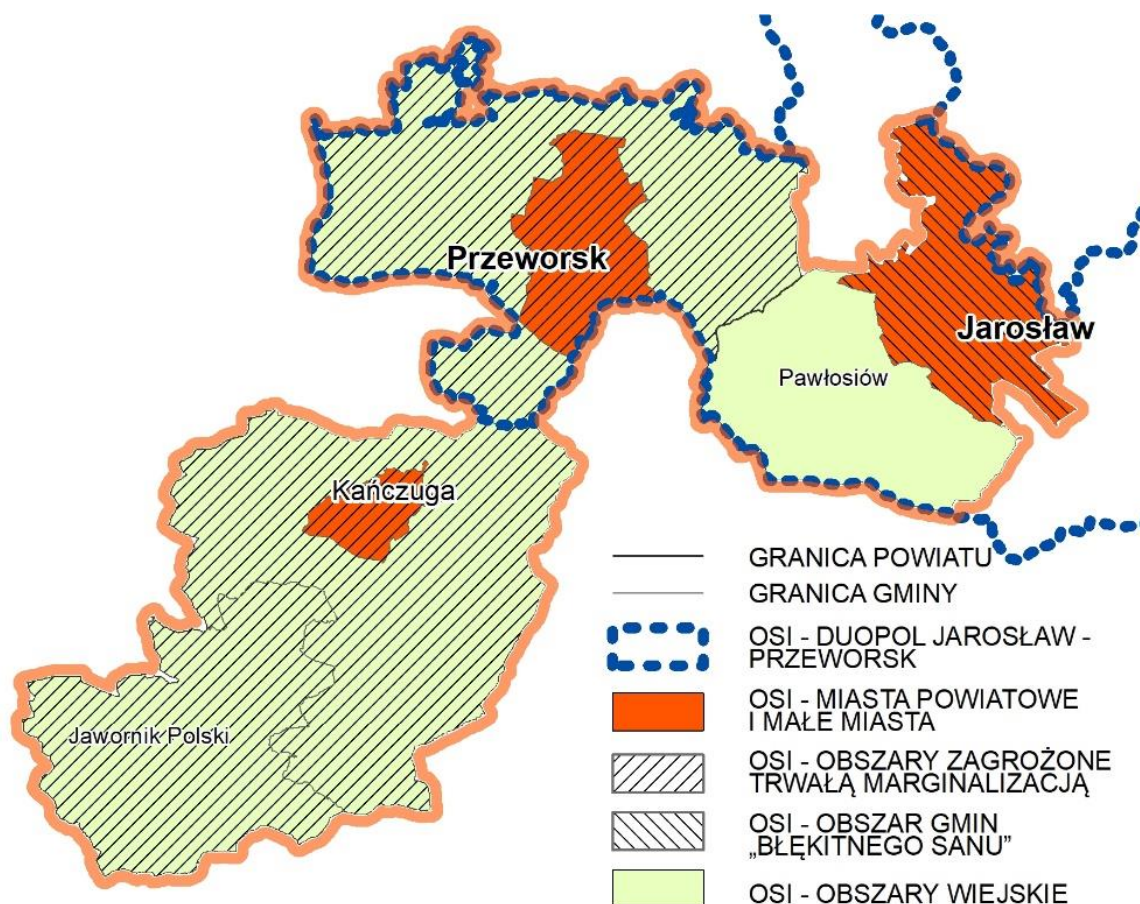 Przeworsk
Jarosław
Pawłosiów
Kańczuga
Jawornik Polski
GRANICA POWIATU
GRANICA GMINY
OSI - DUOPOL JAROSŁAW -
PRZEWORSK
OSI - MIASTA POWIATOWE
I MAŁE MIASTA
OSI - OBSZARY ZAGROŻONE
TRWAŁĄ MARGINALIZACJĄ
OSI - OBSZAR GMIN
„BŁĘKITNEGO SANU”
OSI - OBSZARY WIEJSKIE